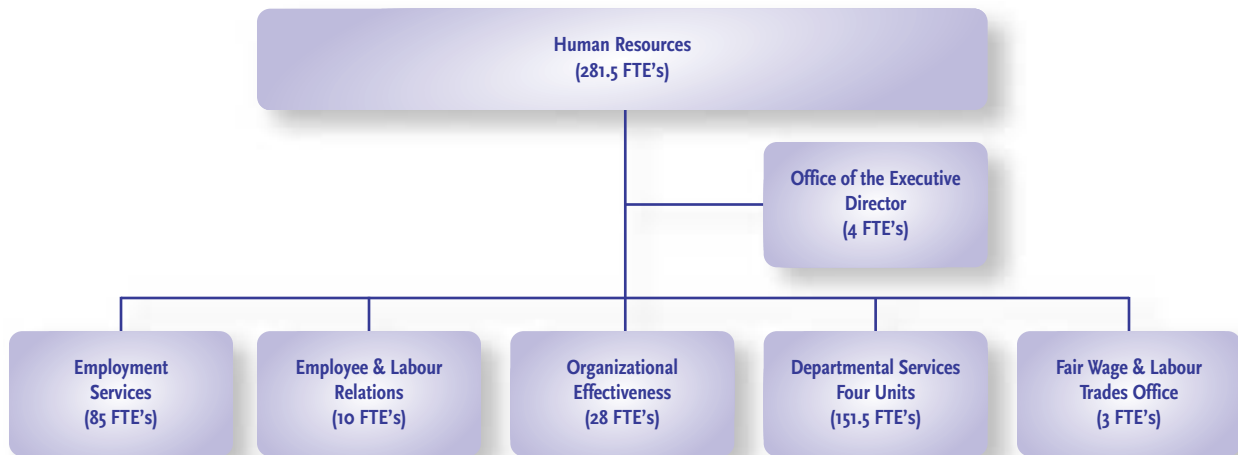 Human Resources
(281.5 FTE’s)
Office of the Executive
Director
(4 FTE’s)
Employment
Services
(85 FTE’s)
Employee & Labour
Relations
(10 FTE’s)
Organizational
Effectiveness
(28 FTE’s)
Departmental Services
Four Units
(151.5 FTE’s)
Fair Wage & Labour
Trades Office
(3 FTE’s)